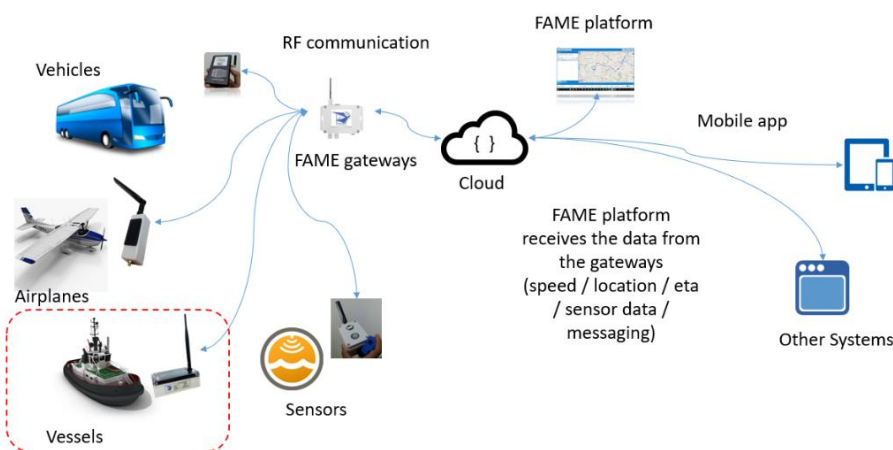 FAME platform
RF communication
Vehicles
Mobile app
FAME gateways
{ }
Cloud
FAME platform
receives the data from
the gateways
(speed / location / eta
/ sensor data /
messaging)
Airplanes
Other Systems
Sensors
Vessels